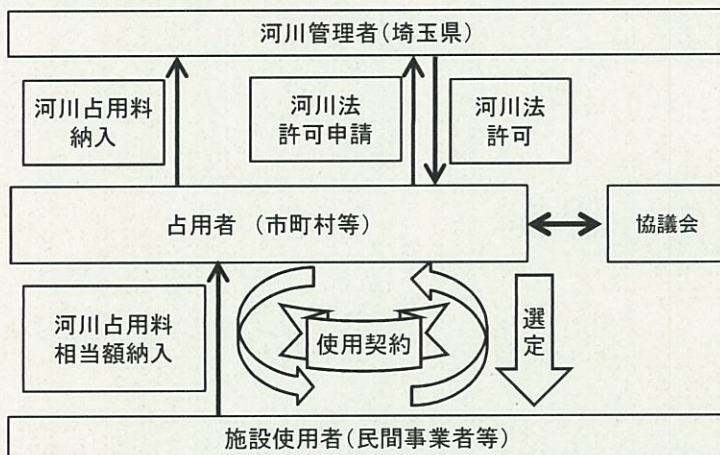 河川管理者(埼玉県)
河川占用料
納入
河川法
許可申請
河川法
許可
占用者 (市町村等)
協議会
河川占用料
相当額納入
使用契約
選定
施設使用者(民間事業者等)